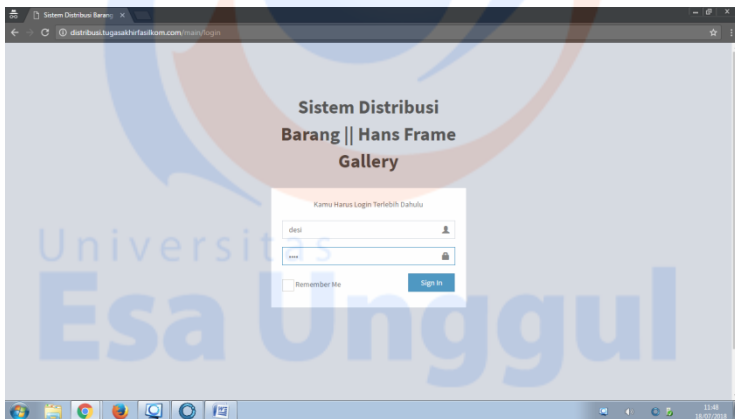 Sistem Distribusi Barang
distribusi.tugasakhirfasilkom.com/main/login
Sistem Distribusi
Barang || Hans Frame
Gallery
Kamu Harus Login Terlebih Dahulu
desi
Remember Me
Sign In
Universitas
Esa Unggul
11:48
18/07/2018